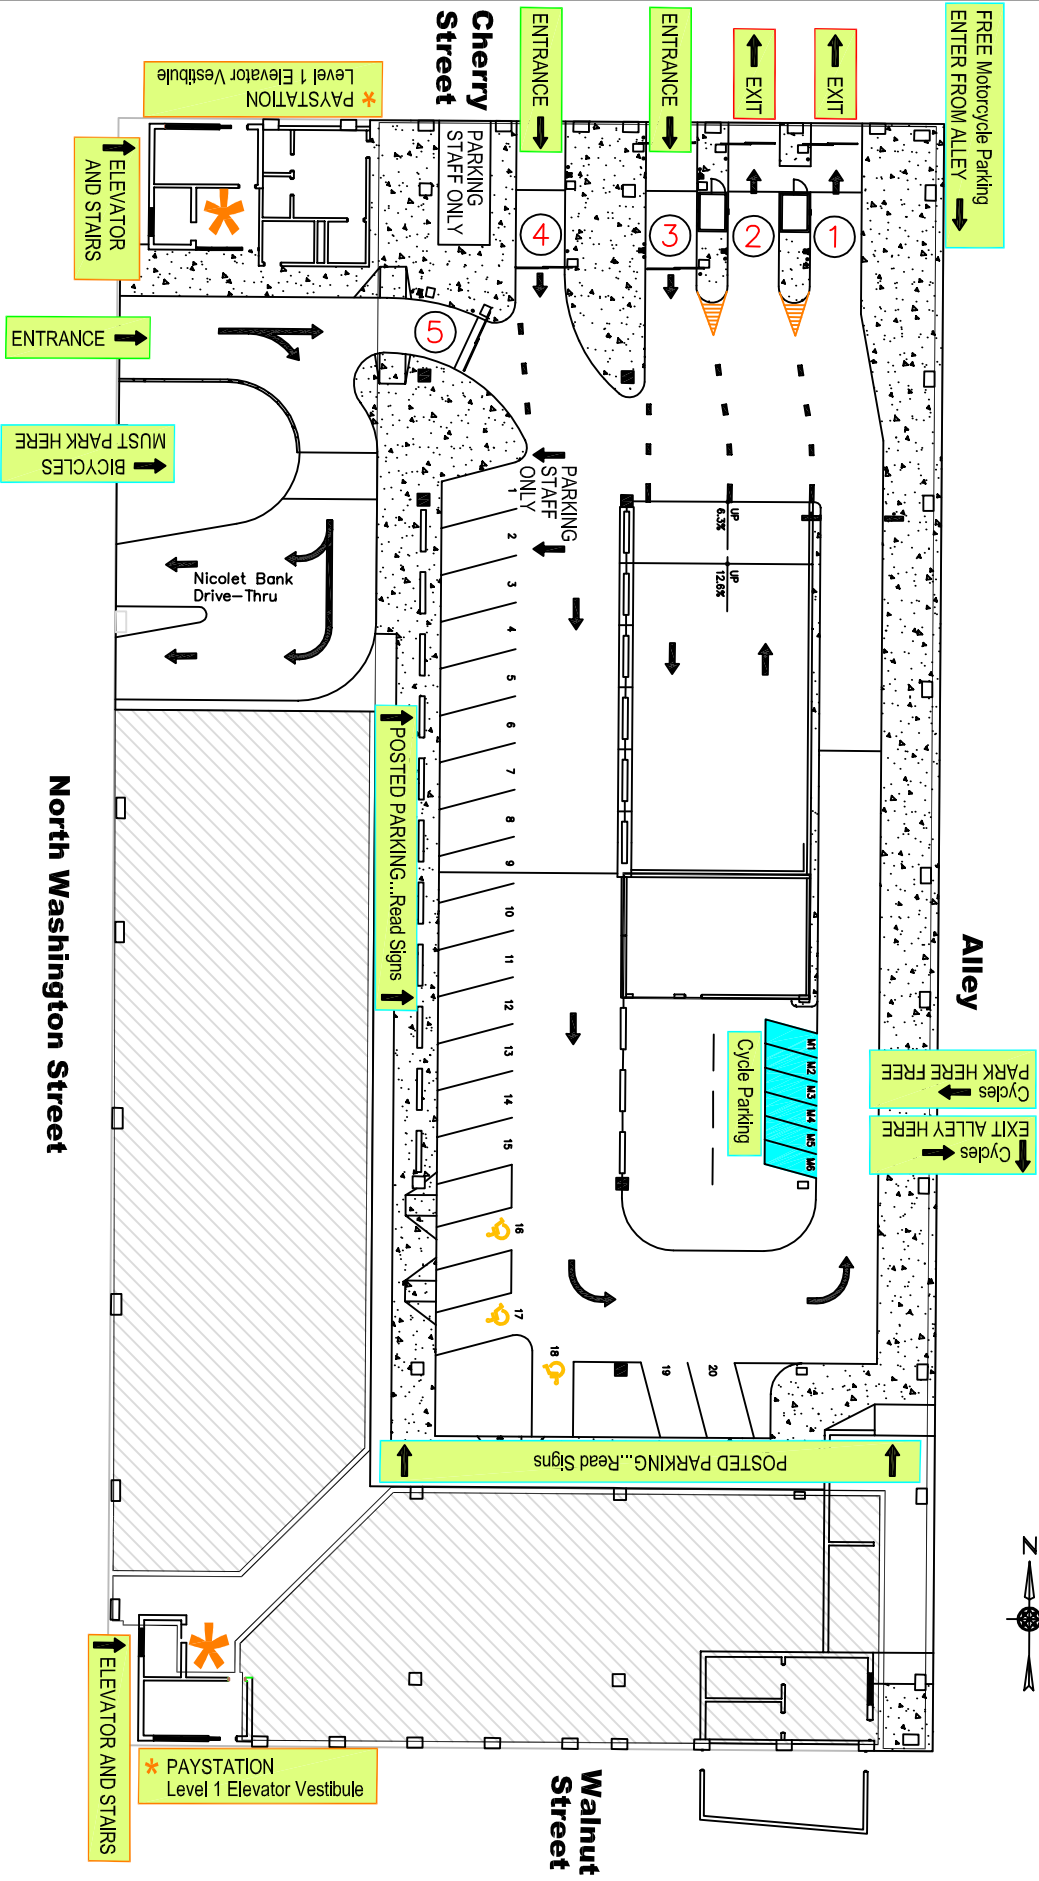 FREE Motorcycle Parking
ENTER FROM ALLEY
EXIT
EXIT
ENTRANCE
ENTRANCE
Cherry
Street
* PAYSTATION
Level 1 Elevator Vestibule
ELEVATOR
AND STAIRS
*
PARKING
STAFF ONLY
1
2
3
4
5
ENTRANCE
BICYCLES
MUST PARK HERE
Nicolet Bank
Drive-Thru
PARKING
STAFF
ONLY
UP
6.3%
UP
12.6%
1
2
3
4
5
6
7
8
9
10
11
12
13
14
15
16
17
18
19
20
POSTED PARKING...Read Signs
North Washington Street
Alley
Cycle Parking
M1
M2
M3
M4
M5
M6
Cycles
PARK HERE FREE
Cycles
EXIT ALLEY HERE
POSTED PARKING...Read Signs
N
*
ELEVATOR AND STAIRS
* PAYSTATION
Level 1 Elevator Vestibule
Walnut
Street